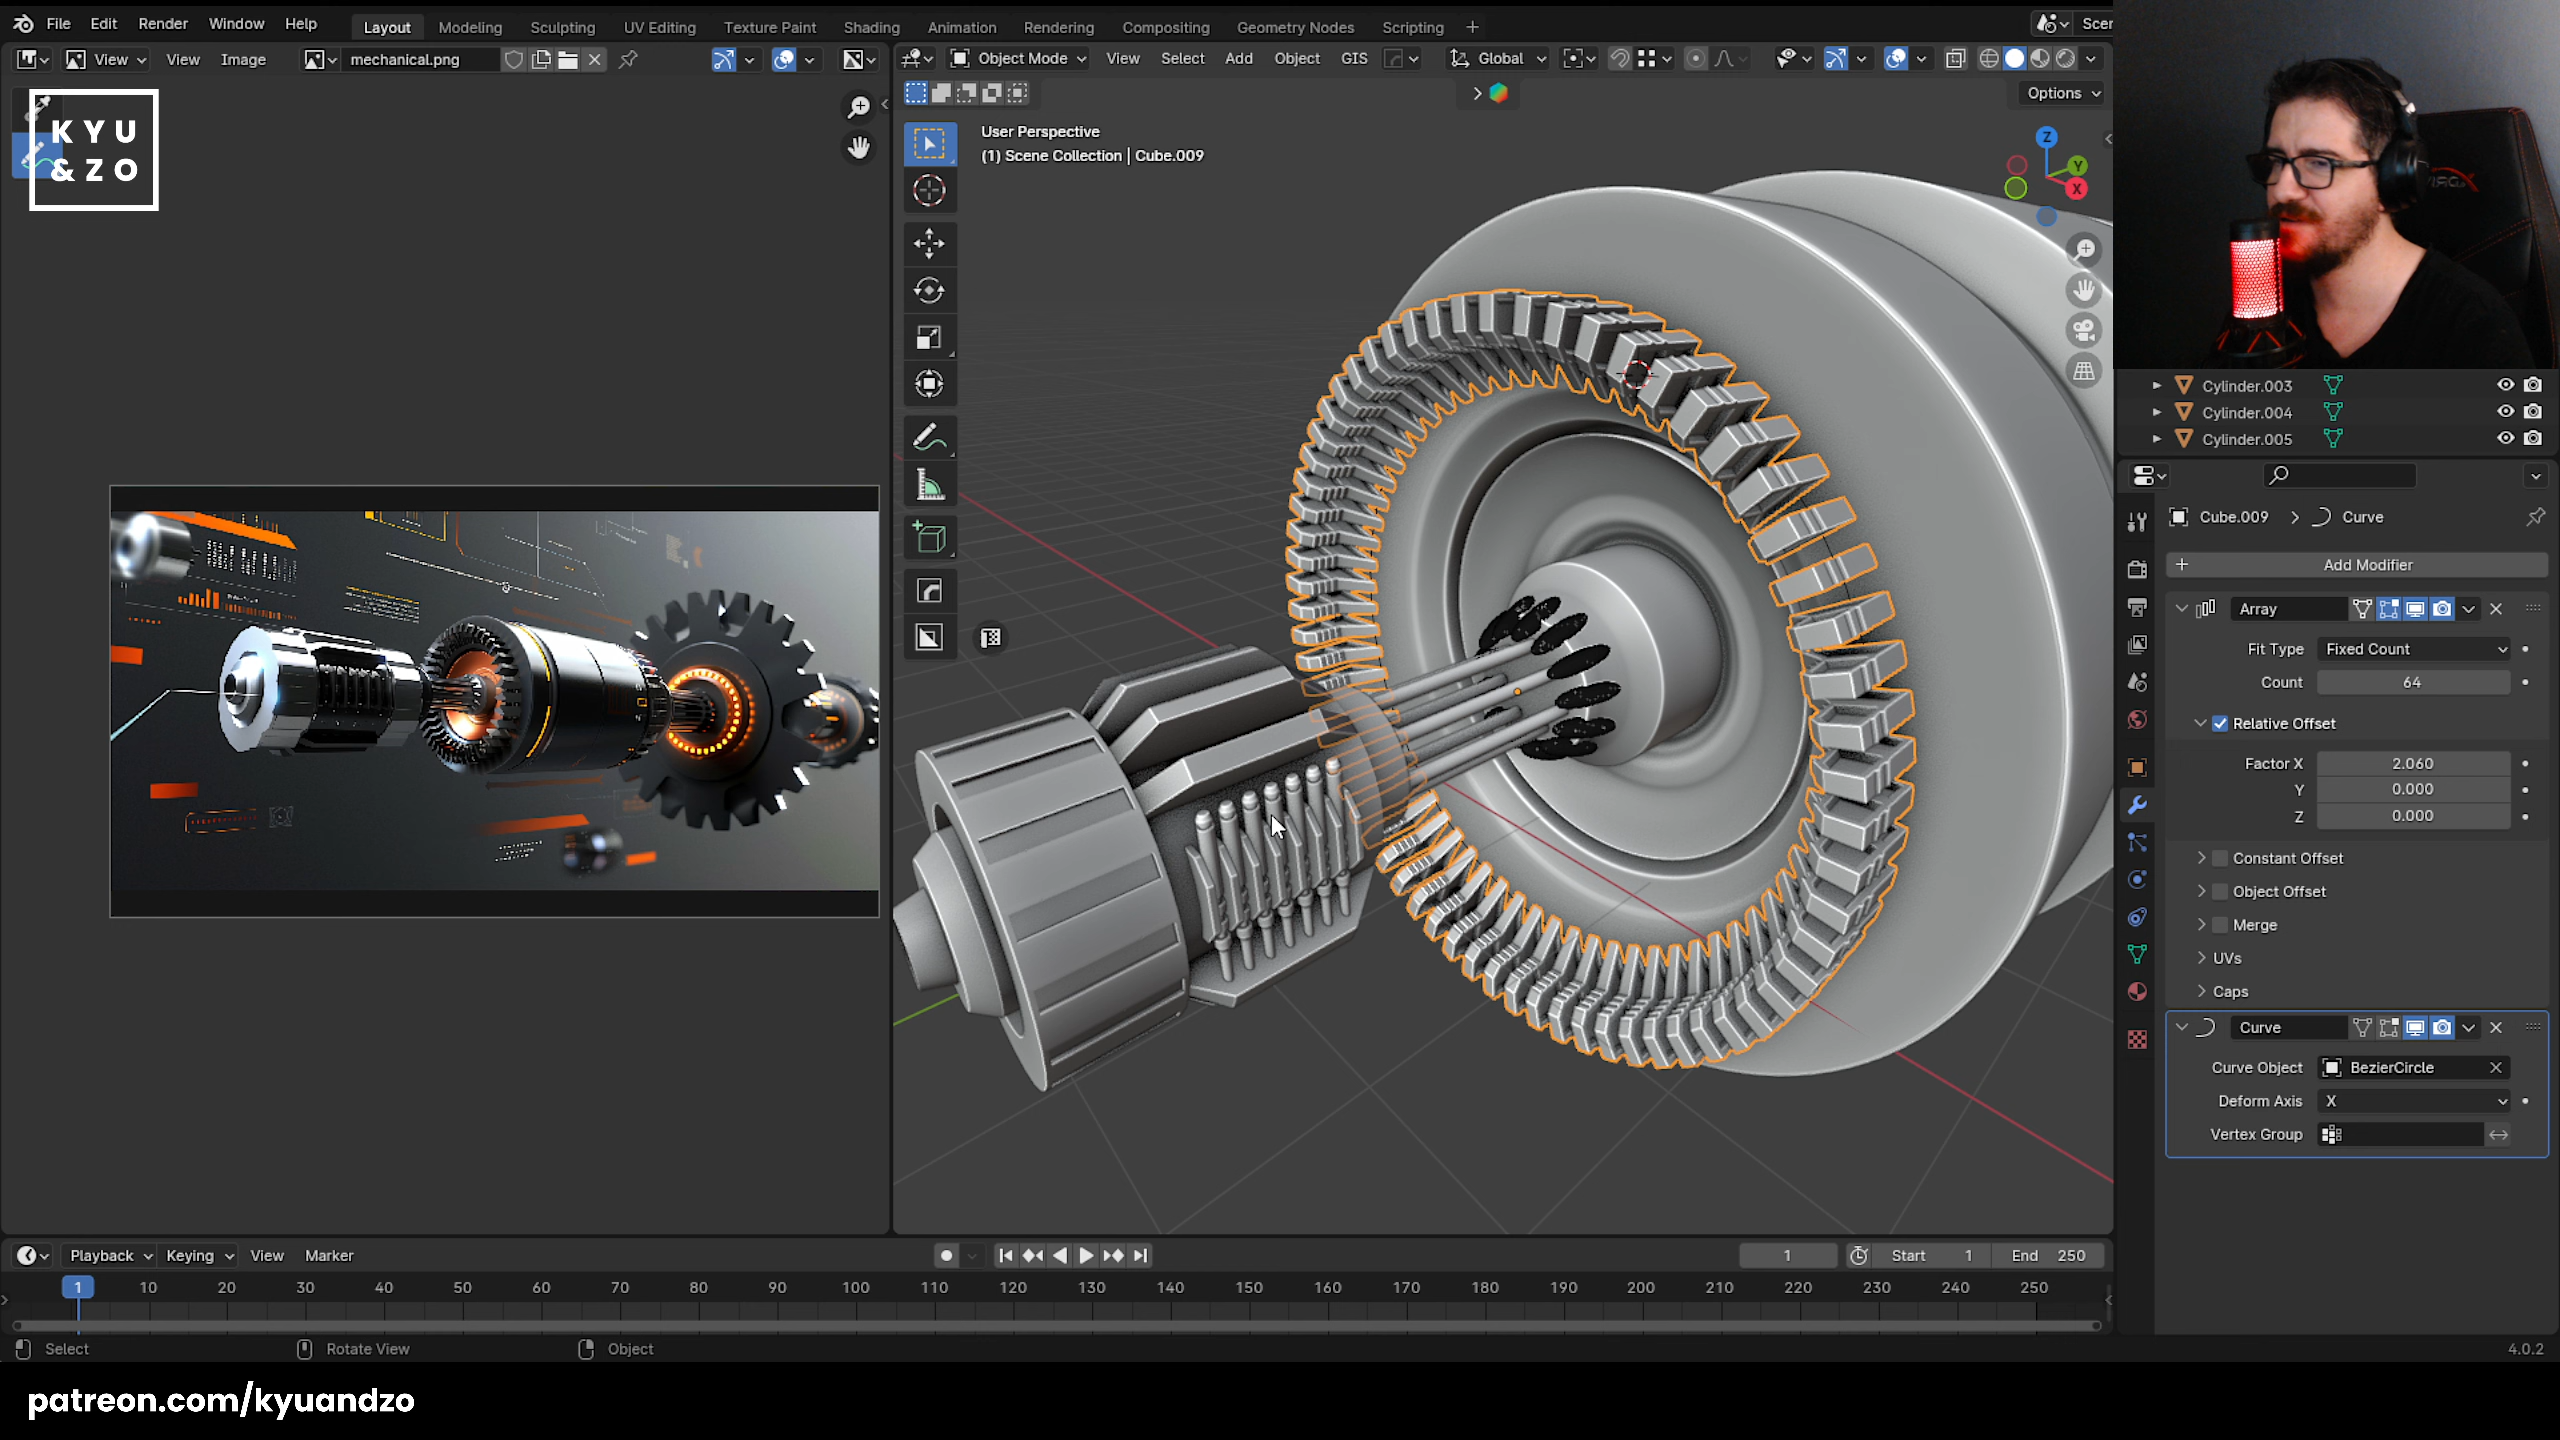 File Edit Render Window Help
Layout Modeling Sculpting UV Editing Texture Paint Shading Animation Rendering Compositing Geometry Nodes Scripting +
Scer
View View Image mechanical.png
Object Mode View Select Add Object GIS Global
Options
KYU
&ZO
User Perspective
(1) Scene Collection | Cube.009
Z
Y
X
Cylinder.003
Cylinder.004
Cylinder.005
Cube.009 > Curve
+ Add Modifier
Array
Fit Type Fixed Count
Count 64
Relative Offset
Factor X 2.060
Y 0.000
Z 0.000
Constant Offset
Object Offset
Merge
UVs
Caps
Curve
Curve Object BezierCircle
Deform Axis X
Vertex Group
Playback Keying View Marker
1 Start 1 End 250
1 10 20 30 40 50 60 70 80 90 100 110 120 130 140 150 160 170 180 190 200 210 220 230 240 250
Select Rotate View Object 4.0.2
patreon.com/kyuandzo